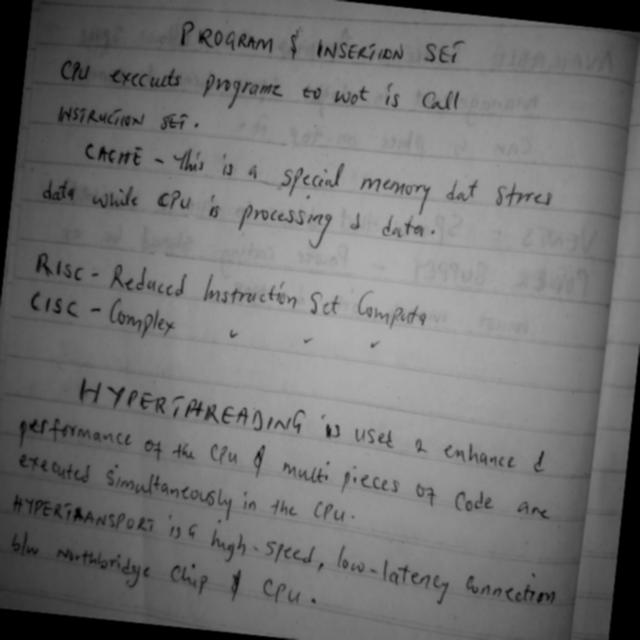 PROGRAM & INSERTION SET
CPU executs programe to wot is call
INSTRUCTION SET.
CACHE - This is a special memory dat stores
data while CPU is processing d data.
RISC - Reduced Instruction Set Computer
CISC - Complex ✓ ✓ ✓
HYPERTHREADING is used 2 enhance d
performance of the CPU & multi pieces of code are
executed simultaneously in the CPU.
HYPERTRANSPORT is a high-speed, low-latency connection
b/w northbridge chip & CPU.